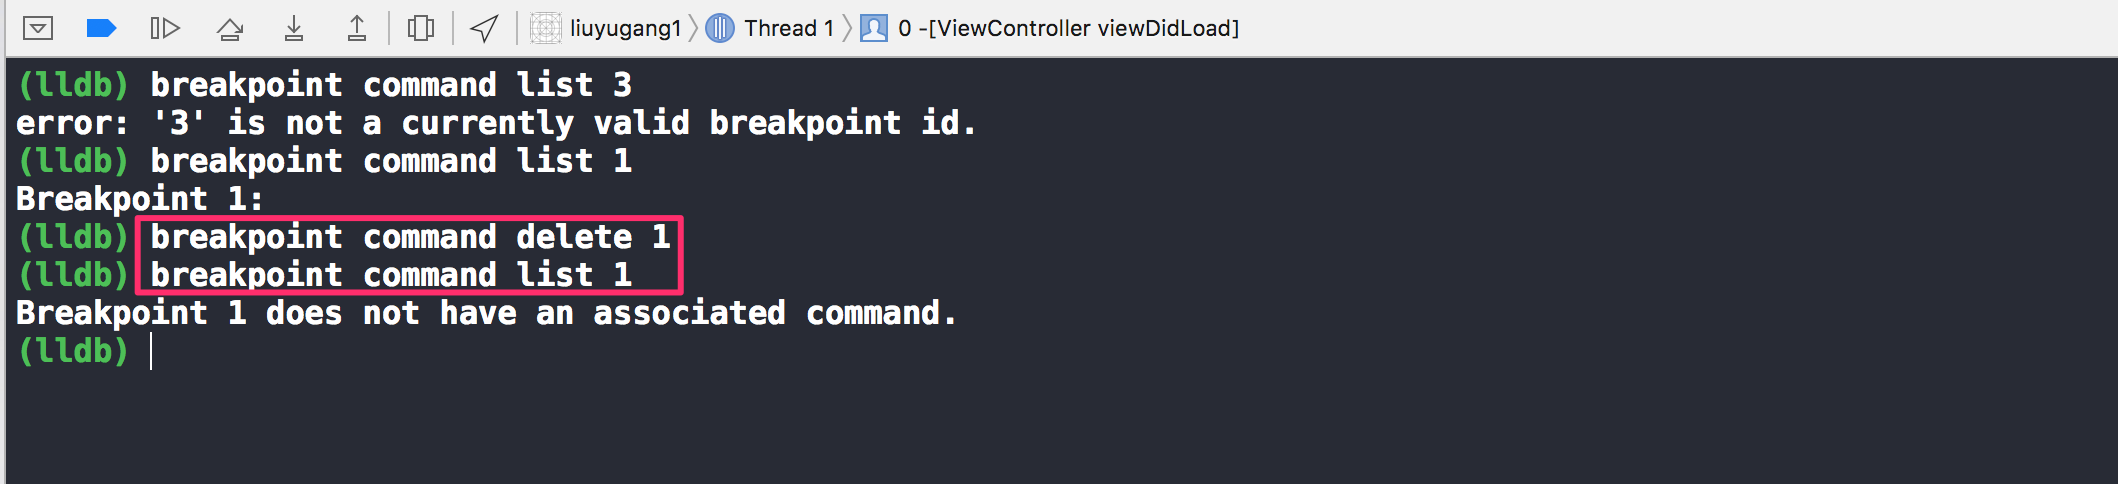 liuyugang1 Thread 1 0 -[ViewController viewDidLoad]
(lldb) breakpoint command list 3
error: '3' is not a currently valid breakpoint id.
(lldb) breakpoint command list 1
Breakpoint 1:
(lldb) breakpoint command delete 1
(lldb) breakpoint command list 1
Breakpoint 1 does not have an associated command.
(lldb)